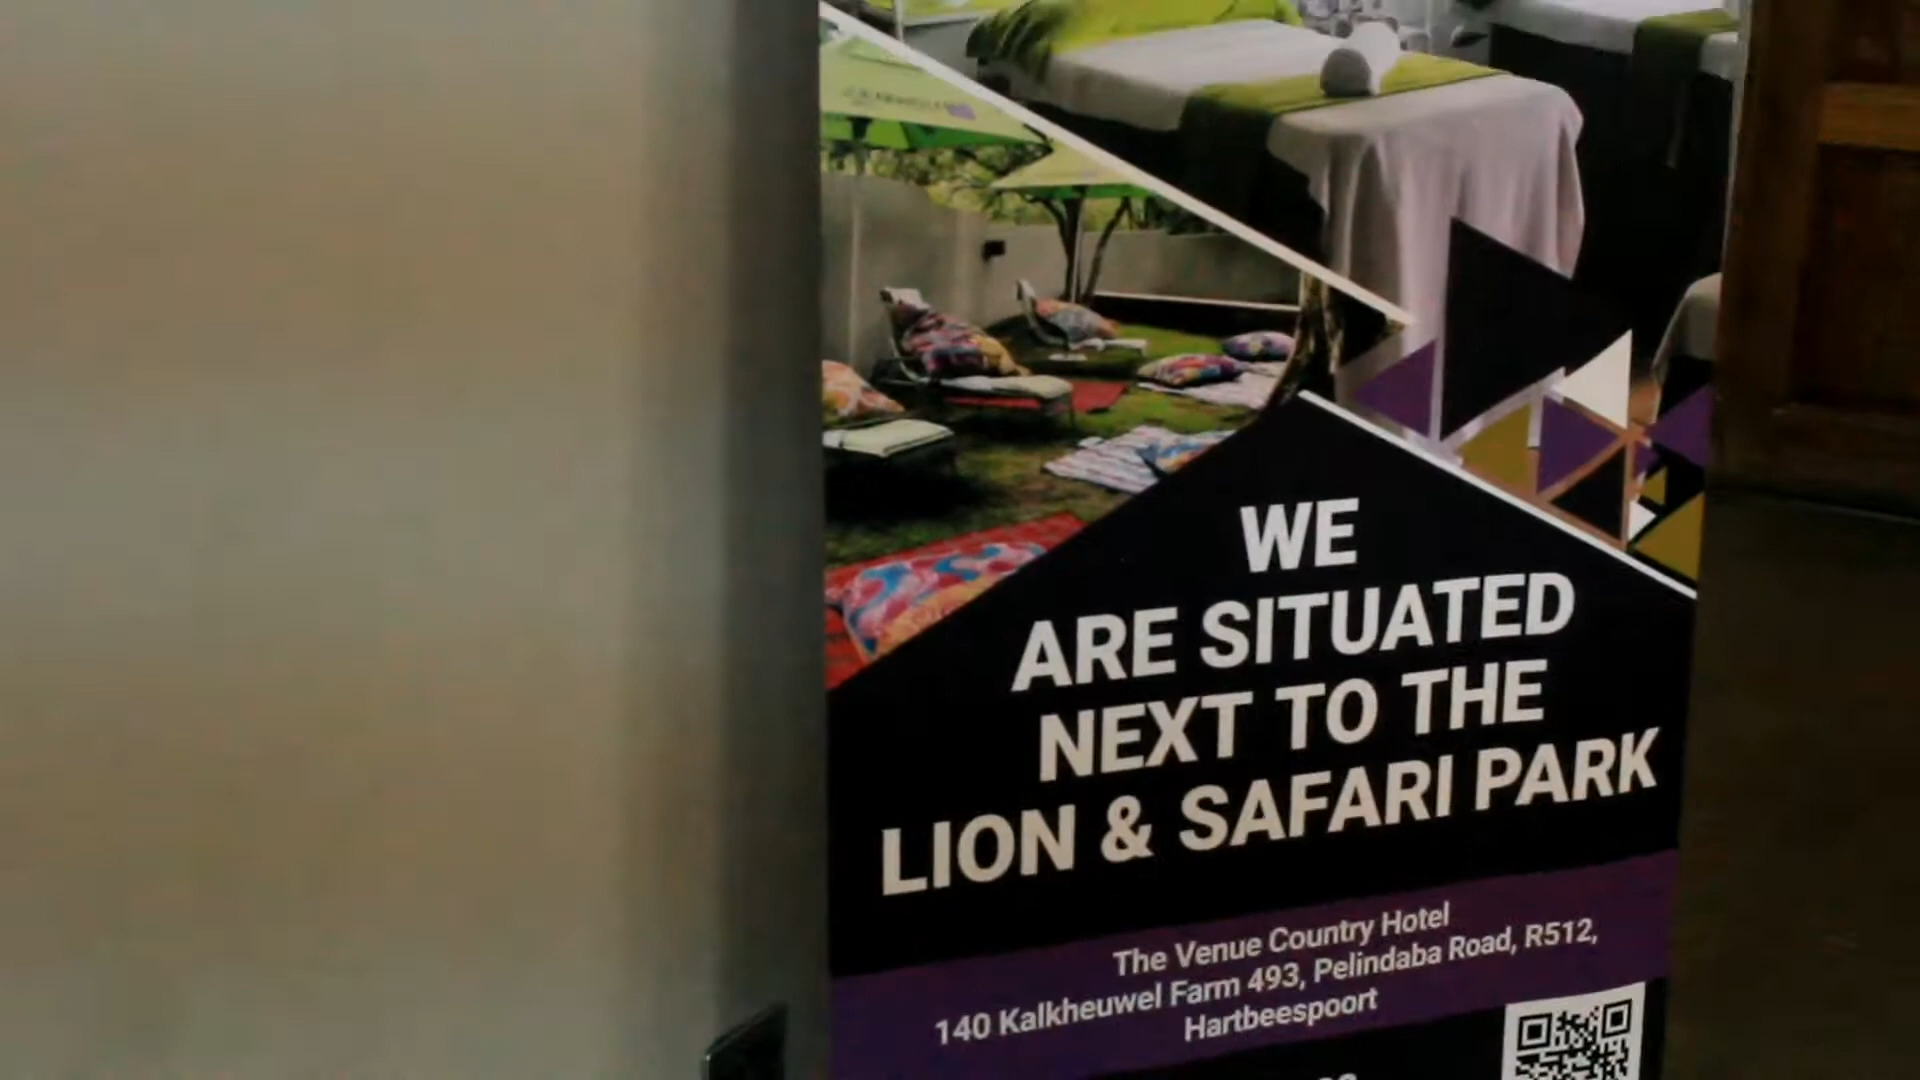 WE
ARE SITUATED
NEXT TO THE
LION & SAFARI PARK
The Venue Country Hotel
140 Kalkheuwel Farm 493, Pelindaba Road, R512,
Hartbeespoort